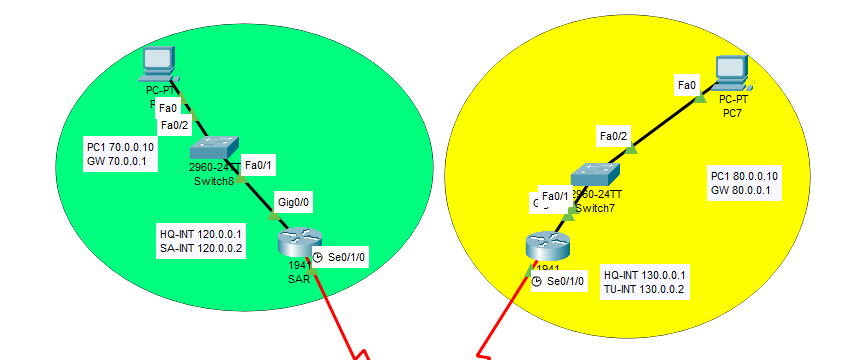 PC-PT
Fa0
Fa0/2
PC1 70.0.0.10
GW 70.0.0.1
2960-24TT
Switch8
Fa0/1
Gig0/0
HQ-INT 120.0.0.1
SA-INT 120.0.0.2
1941
SAR
Se0/1/0
Fa0
PC-PT
PC7
Fa0/2
PC1 80.0.0.10
GW 80.0.0.1
2960-24TT
Switch7
Fa0/1
1941
Se0/1/0
HQ-INT 130.0.0.1
TU-INT 130.0.0.2